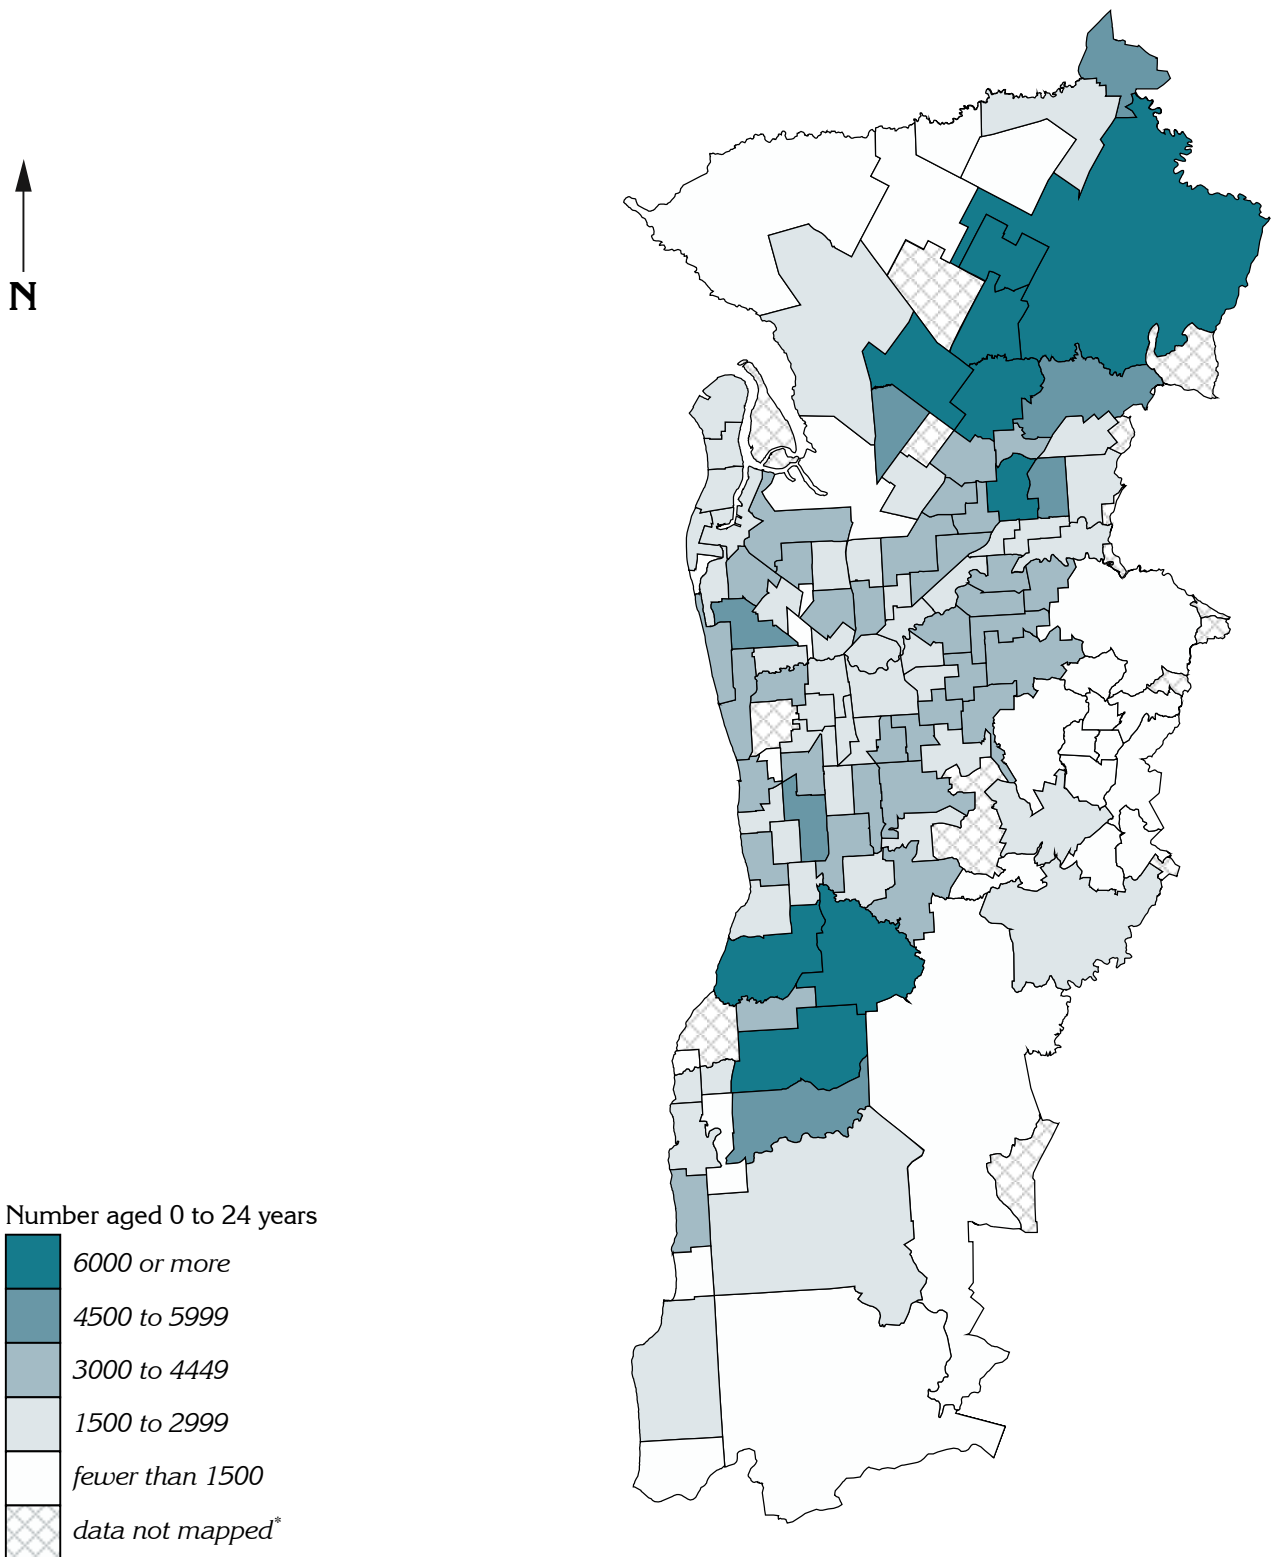 N
Number aged 0 to 24 years
6000 or more
4500 to 5999
3000 to 4449
1500 to 2999
fewer than 1500
data not mapped*